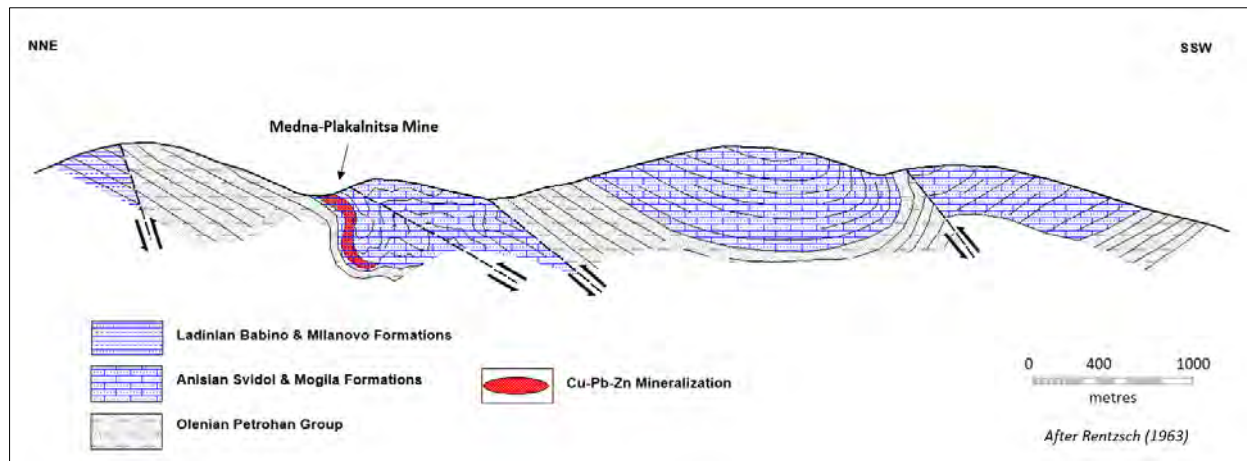 NNE
SSW
Medna-Plakalnitsa Mine
Ladinian Babino & Milanovo Formations
Anisian Svidol & Mogila Formations
Olenian Petrohan Group
Cu-Pb-Zn Mineralization
0 400 1000
metres
After Rentzsch (1963)